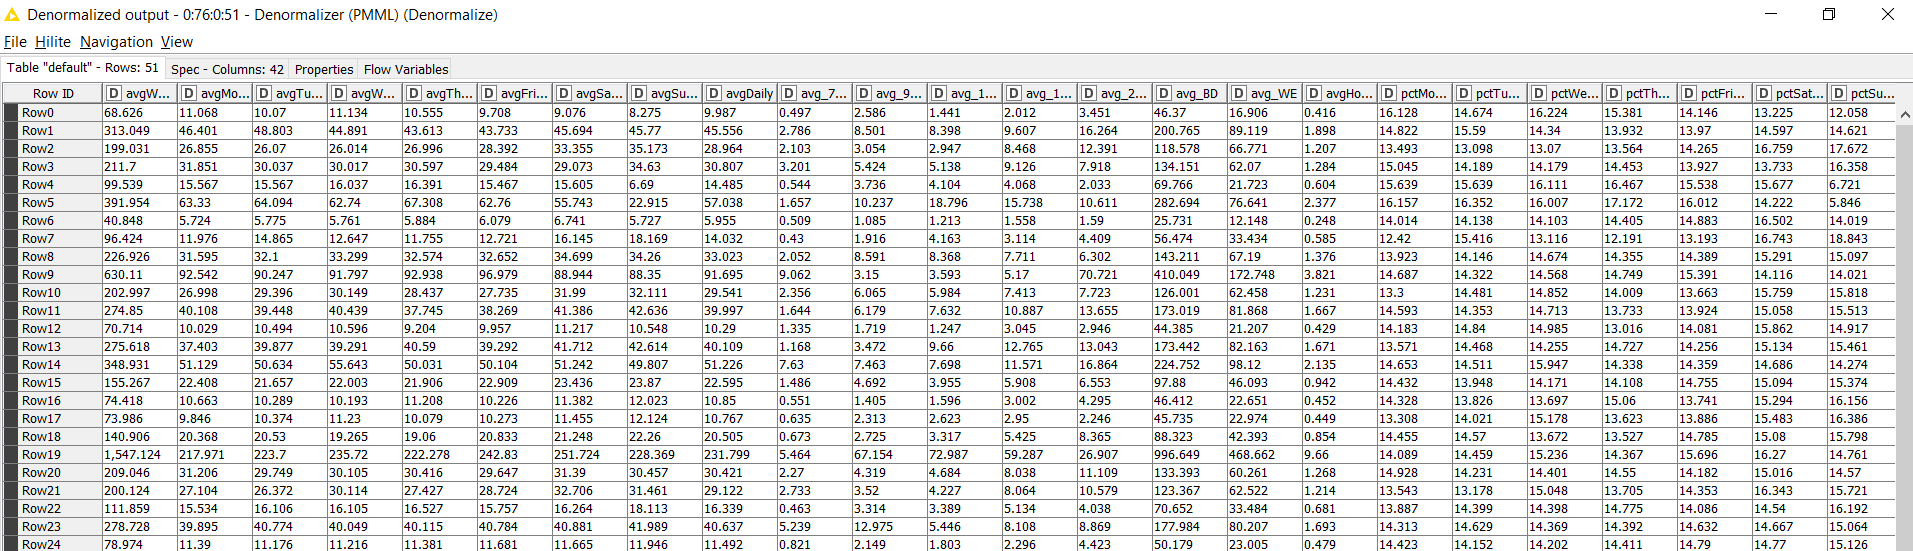 Denormalized output - 0:76:0:51 - Denormalizer (PMML) (Denormalize)
File Hilite Navigation View
Table "default" - Rows: 51 Spec - Columns: 42 Properties Flow Variables
Row ID D avgW... D avgMo... D avgTu... D avgW... D avgTh... D avgFri... D avgSa... D avgSu... D avgDaily D avg_7... D avg_9... D avg_1... D avg_1... D avg_2... D avg_BD D avg_WE D avgHo... D pctMo... D pctTu... D pctWe... D pctTh... D pctFri... D pctSat... D pctSu...
Row0 68.626 11.068 10.07 11.134 10.555 9.708 9.076 8.275 9.987 0.497 2.586 1.441 2.012 3.451 46.37 16.906 0.416 16.128 14.674 16.224 15.381 14.146 13.225 12.058
Row1 313.049 46.401 48.803 44.891 43.613 43.733 45.694 45.77 45.556 2.786 8.501 8.398 9.607 16.264 200.765 89.119 1.898 14.822 15.59 14.34 13.932 13.97 14.597 14.621
Row2 199.031 26.855 26.07 26.014 26.996 28.392 33.355 35.173 28.964 2.103 3.054 2.947 8.468 12.391 118.578 66.771 1.207 13.493 13.098 13.07 13.564 14.265 16.759 17.672
Row3 211.7 31.851 30.037 30.017 30.597 29.484 29.073 34.63 30.807 3.201 5.424 5.138 9.126 7.918 134.151 62.07 1.284 15.045 14.189 14.179 14.453 13.927 13.733 16.358
Row4 99.539 15.567 15.567 16.037 16.391 15.467 15.605 6.69 14.485 0.544 3.736 4.104 4.068 2.033 69.766 21.723 0.604 15.639 15.639 16.111 16.467 15.538 15.677 6.721
Row5 391.954 63.33 64.094 62.74 67.308 62.76 55.743 22.915 57.038 1.657 10.237 18.796 15.738 10.611 282.694 76.641 2.377 16.157 16.352 16.007 17.172 16.012 14.222 5.846
Row6 40.848 5.724 5.775 5.761 5.884 6.079 6.741 5.727 5.955 0.509 1.085 1.213 1.558 1.59 25.731 12.148 0.248 14.014 14.138 14.103 14.405 14.883 16.502 14.019
Row7 96.424 11.976 14.865 12.647 11.755 12.721 16.145 18.169 14.032 0.43 1.916 4.163 3.114 4.409 56.474 33.434 0.585 12.42 15.416 13.116 12.191 13.193 16.743 18.843
Row8 226.926 31.595 32.1 33.299 32.574 32.652 34.699 34.26 33.023 2.052 8.591 8.368 7.711 6.302 143.211 67.19 1.376 13.923 14.146 14.674 14.355 14.389 15.291 15.097
Row9 630.11 92.542 90.247 91.797 92.938 96.979 88.944 88.35 91.695 9.062 3.15 3.593 5.17 70.721 410.049 172.748 3.821 14.687 14.322 14.568 14.749 15.391 14.116 14.021
Row10 202.997 26.998 29.396 30.149 28.437 27.735 31.99 32.111 29.541 2.356 6.065 5.984 7.413 7.723 126.001 62.458 1.231 13.3 14.481 14.852 14.009 13.663 15.759 15.818
Row11 274.85 40.108 39.448 40.439 37.745 38.269 41.386 42.636 39.997 1.644 6.179 7.632 10.887 13.655 173.019 81.868 1.667 14.593 14.353 14.713 13.733 13.924 15.058 15.513
Row12 70.714 10.029 10.494 10.596 9.204 9.957 11.217 10.548 10.29 1.335 1.719 1.247 3.045 2.946 44.385 21.207 0.429 14.183 14.84 14.985 13.016 14.081 15.862 14.917
Row13 275.618 37.403 39.877 39.291 40.59 39.292 41.712 42.614 40.109 1.168 3.472 9.66 12.765 13.043 173.442 82.163 1.671 13.571 14.468 14.255 14.727 14.256 15.134 15.461
Row14 348.931 51.129 50.634 55.643 50.031 50.104 51.242 49.807 51.226 7.63 7.463 7.698 11.571 16.864 224.752 98.12 2.135 14.653 14.511 15.947 14.338 14.359 14.686 14.274
Row15 155.267 22.408 21.657 22.003 21.906 22.909 23.436 23.87 22.595 1.486 4.692 3.955 5.908 6.553 97.88 46.093 0.942 14.432 13.948 14.171 14.108 14.755 15.094 15.374
Row16 74.418 10.663 10.289 10.193 11.208 10.226 11.382 12.023 10.85 0.551 1.405 1.596 3.002 4.295 46.412 22.651 0.452 14.328 13.826 13.697 15.06 13.741 15.294 16.156
Row17 73.986 9.846 10.374 11.23 10.079 10.273 11.455 12.124 10.767 0.635 2.313 2.623 2.95 2.246 45.735 22.974 0.449 13.308 14.021 15.178 13.623 13.886 15.483 16.386
Row18 140.906 20.368 20.53 19.265 19.06 20.833 21.248 22.26 20.505 0.673 2.725 3.317 5.425 8.365 88.323 42.393 0.854 14.455 14.57 13.672 13.527 14.785 15.08 15.798
Row19 1,547.124 217.971 223.7 235.72 222.278 242.83 251.724 228.369 231.799 5.464 67.154 72.987 59.287 26.907 996.649 468.662 9.66 14.089 14.459 15.236 14.367 15.696 16.27 14.761
Row20 209.046 31.206 29.749 30.105 30.416 29.647 31.39 30.457 30.421 2.27 4.319 4.684 8.038 11.109 133.393 60.261 1.268 14.928 14.231 14.401 14.55 14.182 15.016 14.57
Row21 200.124 27.104 26.372 30.114 27.427 28.724 32.706 31.461 29.122 2.733 3.52 4.227 8.064 10.579 123.367 62.522 1.214 13.543 13.178 15.048 13.705 14.353 16.343 15.721
Row22 111.859 15.534 16.106 16.105 16.527 15.757 16.264 18.113 16.339 0.463 3.314 3.389 5.134 4.038 70.652 33.484 0.681 13.887 14.399 14.398 14.775 14.086 14.54 16.192
Row23 278.728 39.895 40.774 40.049 40.115 40.784 40.881 41.989 40.637 5.239 12.975 5.446 8.108 8.869 177.984 80.207 1.693 14.313 14.629 14.369 14.392 14.632 14.667 15.064
Row24 78.974 11.39 11.176 11.216 11.381 11.681 11.665 11.946 11.492 0.821 2.149 1.803 2.296 4.423 50.179 23.005 0.479 14.423 14.152 14.202 14.411 14.79 14.77 15.126